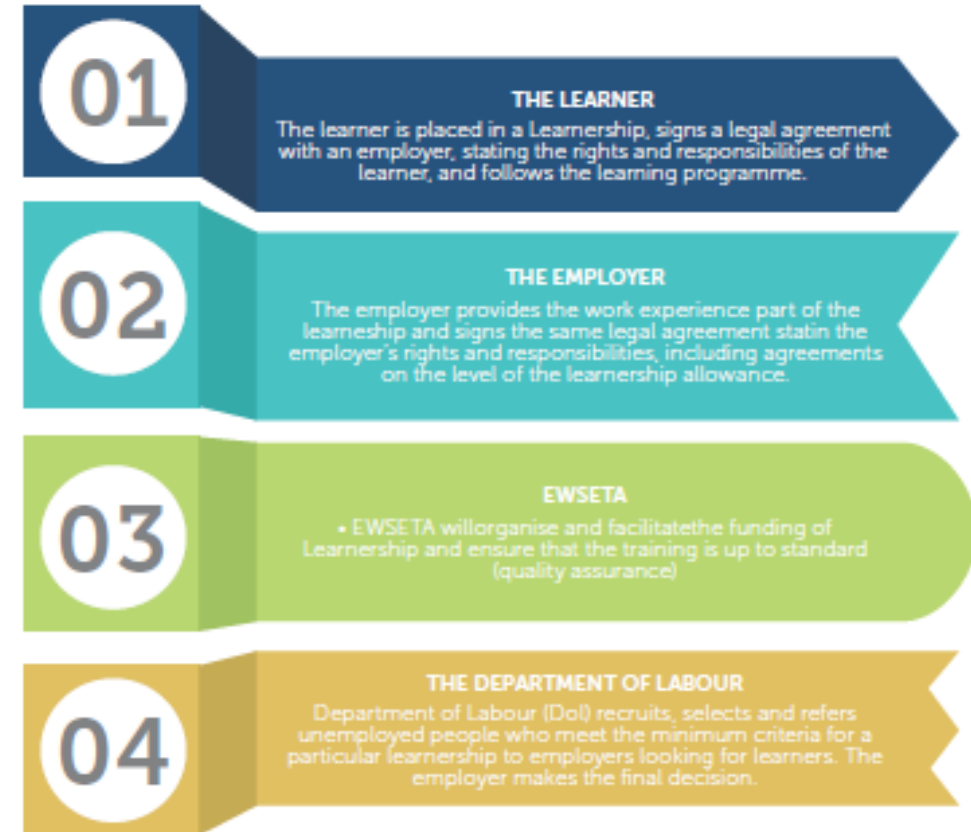 01
THE LEARNER
The learner is placed in a Learnership, signs a legal agreement
with an employer, stating the rights and responsibilities of the
learner, and follows the learning programme.
02
THE EMPLOYER
The employer provides the work experience part of the
learneship and signs the same legal agreement statin the
employer's rights and responsibilities, including agreements
on the level of the learnership allowance.
03
EWSETA
• EWSETA willorganise and facilitatethe funding of
Learnership and ensure that the training is up to standard
(quality assurance)
04
THE DEPARTMENT OF LABOUR
Department of Labour (Dol) recruits, selects and refers
unemployed people who meet the minimum criteria for a
particular learnership to employers looking for learners. The
employer makes the final decision.